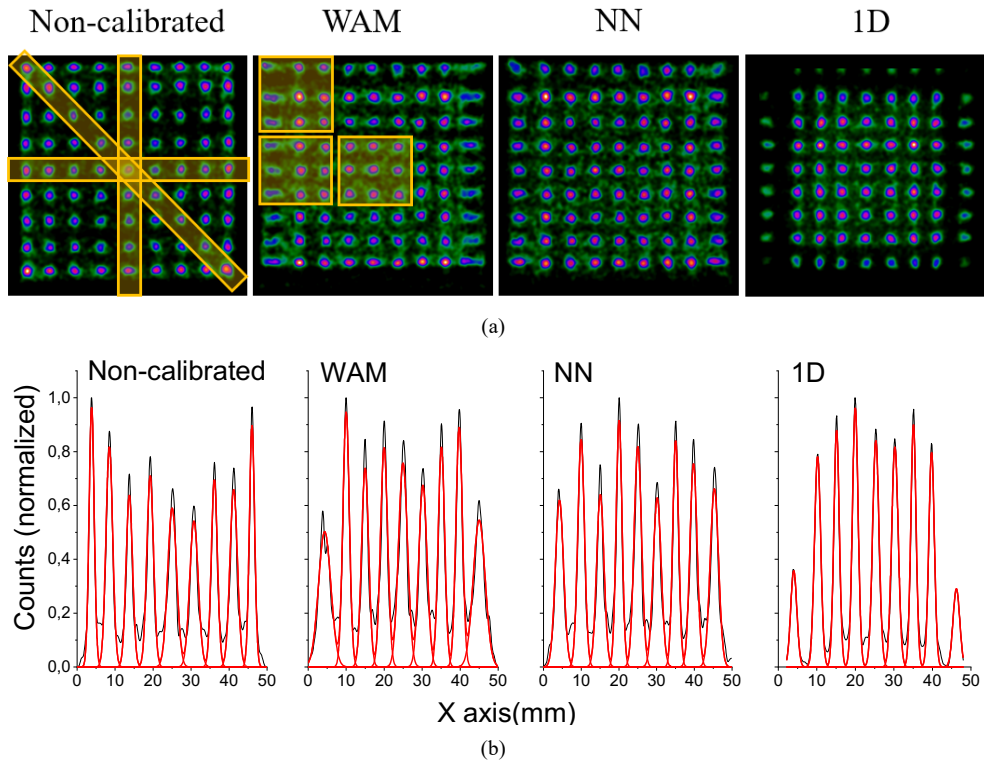 Non-calibrated WAM NN 1D
(a)
Non-calibrated WAM NN 1D
1,0
0,8
0,6
0,4
0,2
0,0
Counts (normalized)
0 10 20 30 40 50 0 10 20 30 40 50 0 10 20 30 40 50 0 10 20 30 40 50
X axis(mm)
(b)